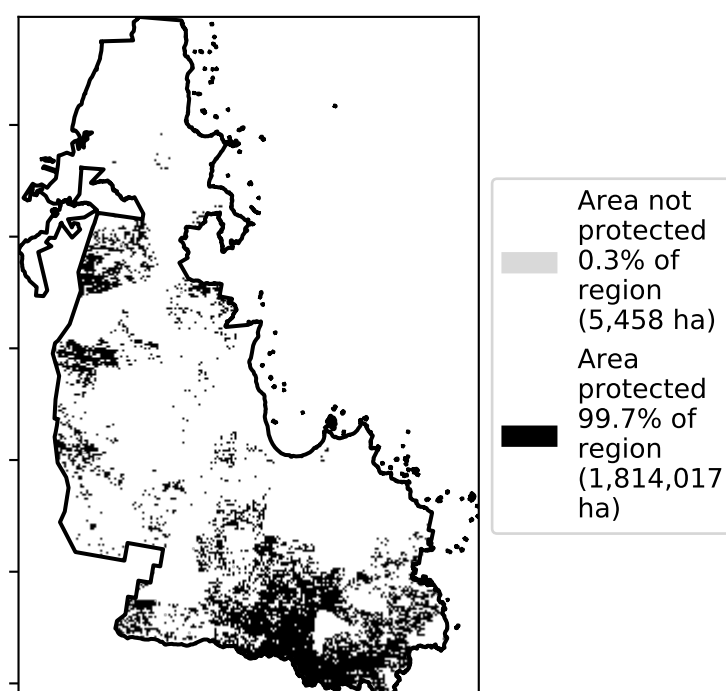 Area not
protected
0.3% of
region
(5,458 ha)
Area
protected
99.7% of
region
(1,814,017
ha)